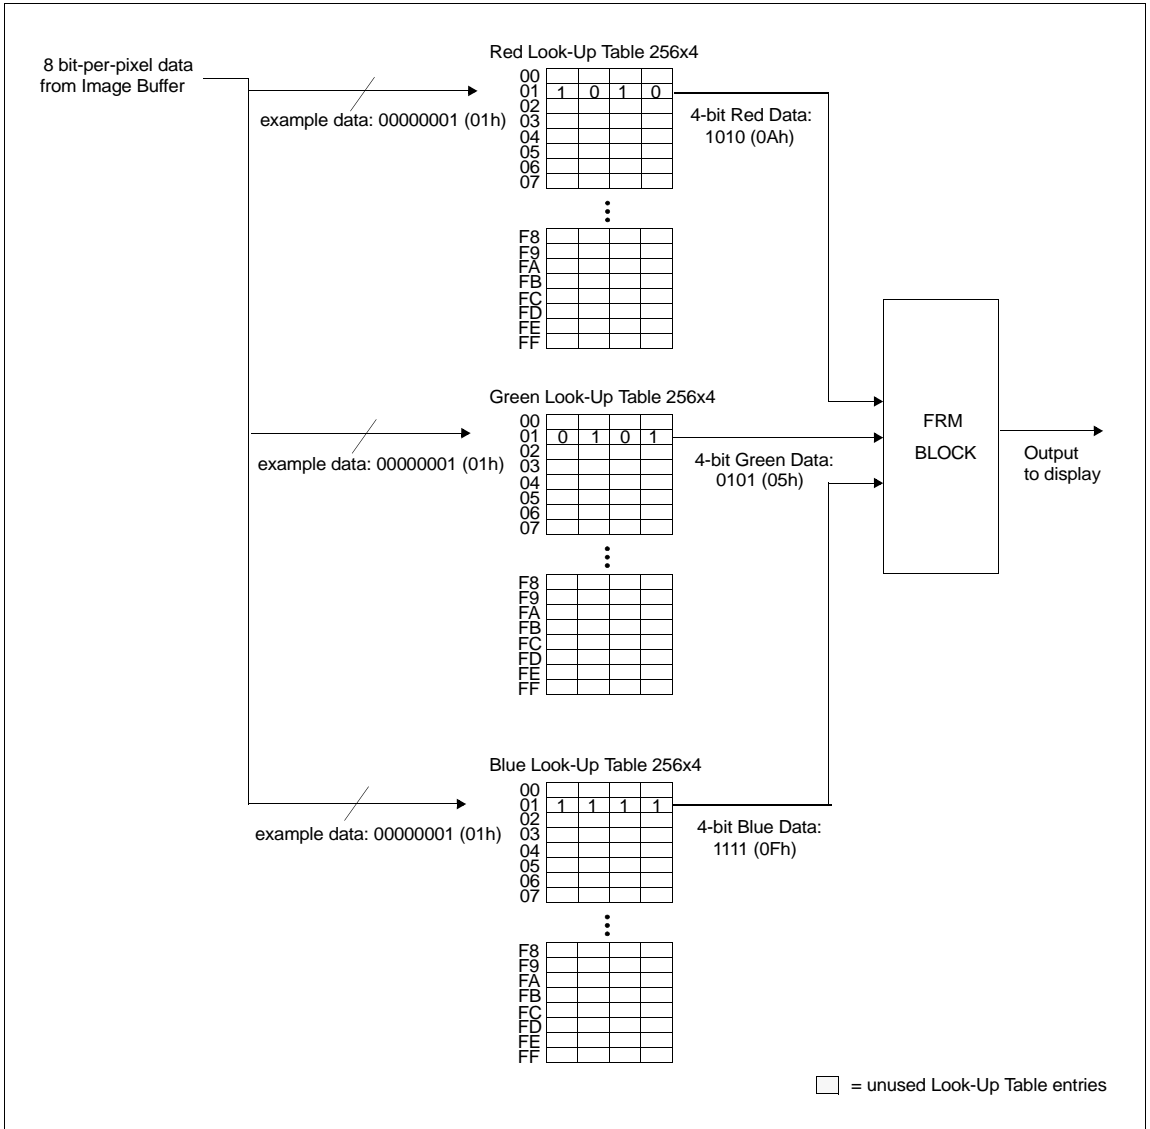 8 bit-per-pixel data
from Image Buffer
Red Look-Up Table 256x4
00
01 1 0 1 0
02
03
04
05
06
07
F8
F9
FA
FB
FC
FD
FE
FF
example data: 00000001 (01h)
4-bit Red Data:
1010 (0Ah)
Green Look-Up Table 256x4
00
01 0 1 0 1
02
03
04
05
06
07
F8
F9
FA
FB
FC
FD
FE
FF
example data: 00000001 (01h)
4-bit Green Data:
0101 (05h)
FRM
BLOCK
Output
to display
Blue Look-Up Table 256x4
00
01 1 1 1 1
02
03
04
05
06
07
F8
F9
FA
FB
FC
FD
FE
FF
example data: 00000001 (01h)
4-bit Blue Data:
1111 (0Fh)
= unused Look-Up Table entries